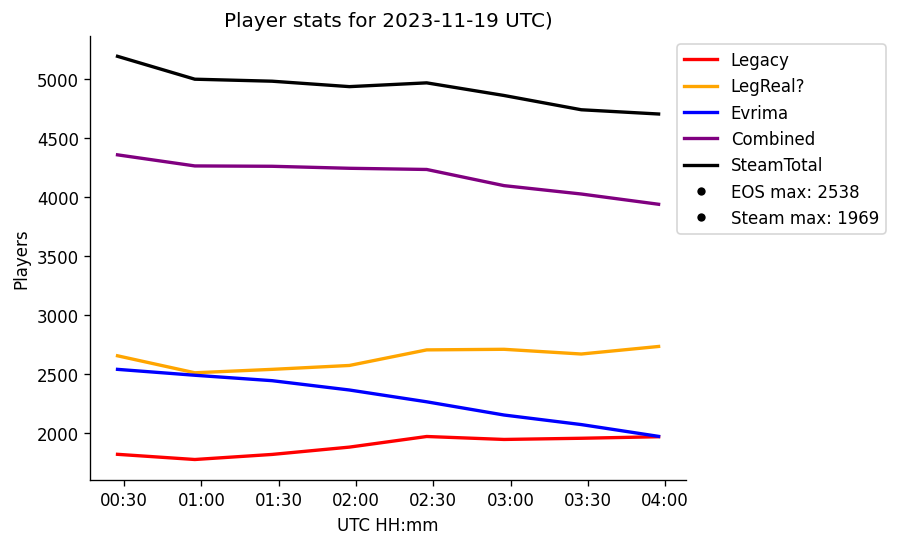 Player stats for 2023-11-19 UTC)
Legacy
LegReal?
Evrima
Combined
SteamTotal
EOS max: 2538
Steam max: 1969
Players
5000
4500
4000
3500
3000
2500
2000
00:30 01:00 01:30 02:00 02:30 03:00 03:30 04:00
UTC HH:mm